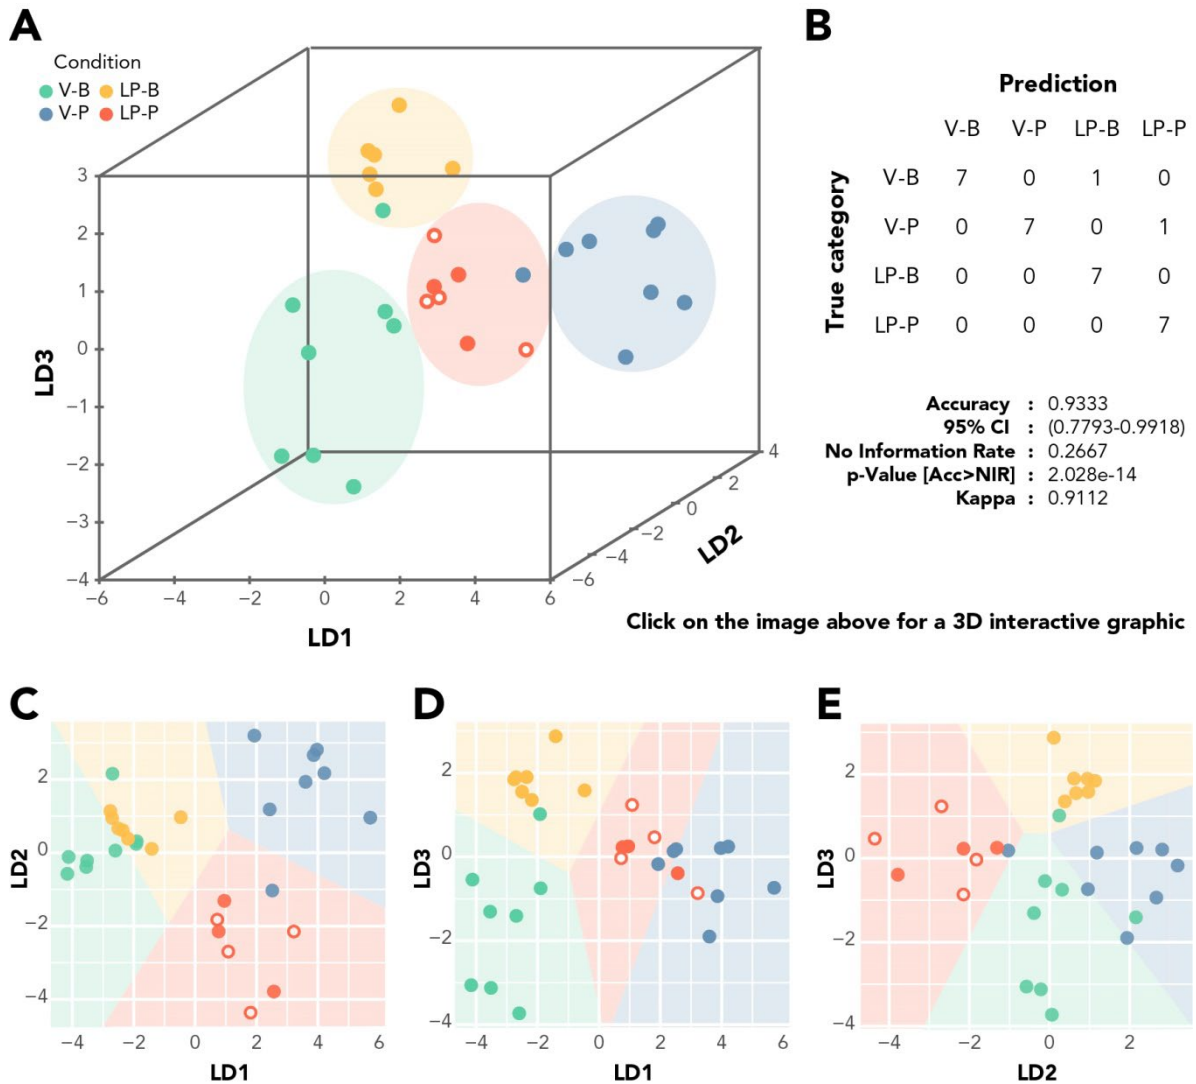 A
Condition
V-B LP-B
V-P LP-P
3
2
1
0
−1
−2
−3
−4
LD3
−6 −4 −2 0 2 4 6
LD1
−6
−4
−2
0
2
4
LD2
B
Prediction
V-B V-P LP-B LP-P
True category
V-B 7 0 1 0
V-P 0 7 0 1
LP-B 0 0 7 0
LP-P 0 0 0 7
Accuracy : 0.9333
95% CI : (0.7793-0.9918)
No Information Rate : 0.2667
p-Value [Acc>NIR] : 2.028e-14
Kappa : 0.9112
Click on the image above for a 3D interactive graphic
C
2
0
−2
−4
LD2
−4 −2 0 2 4 6
LD1
D
2
0
−2
−4
LD3
−4 −2 0 2 4 6
LD1
E
2
0
−2
−4
LD3
−4 −2 0 2
LD2